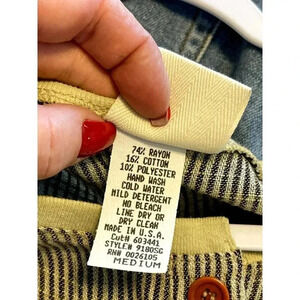 74% RAYON
16% COTTON
10% POLYESTER
HAND WASH
COLD WATER
MILD DETERGENT
NO BLEACH
LINE DRY OR
DRY CLEAN
MADE IN U.S.A.
Cut# 603441
STYLE# 9180SG
RN# 0026105
MEDIUM